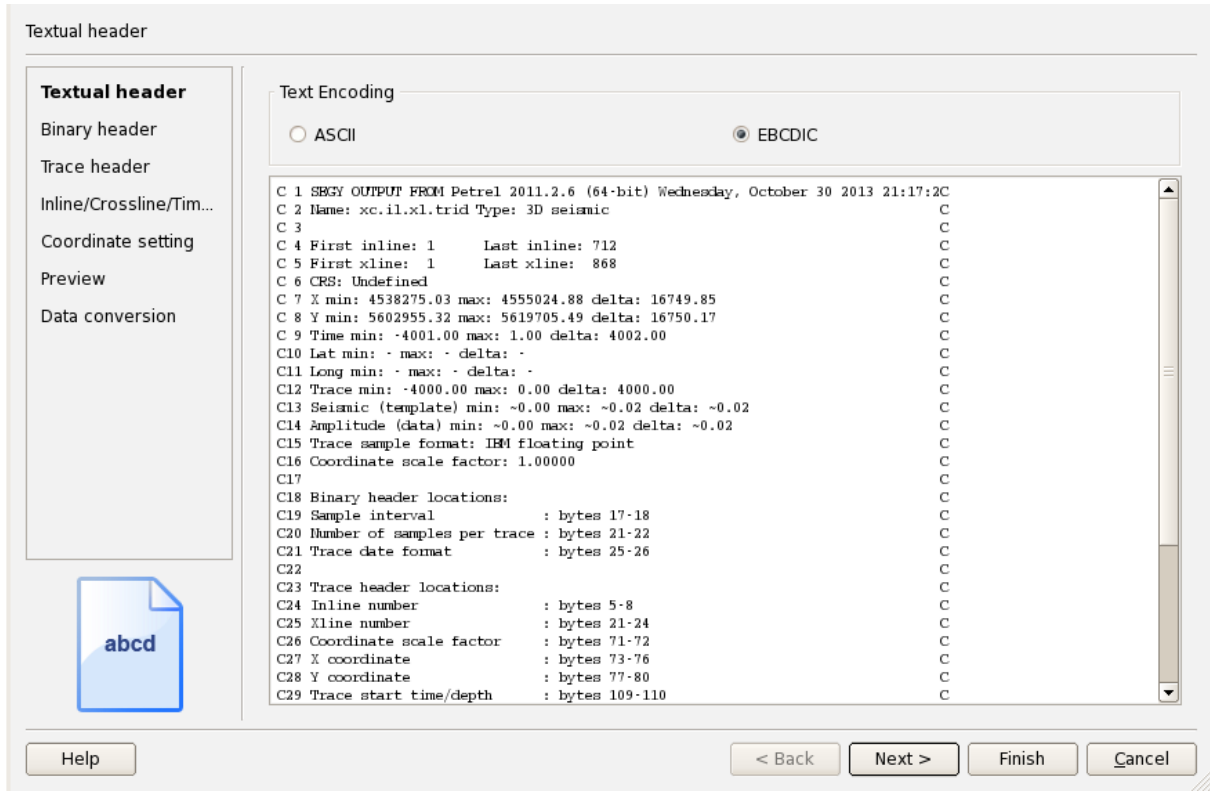 Textual header
Textual header
Binary header
Trace header
Inline/Crossline/Tim...
Coordinate setting
Preview
Data conversion
abcd
Text Encoding
ASCII
EBCDIC
C 1 SEGY OUTPUT FROM Petrel 2011.2.6 (64-bit) Wednesday, October 30 2013 21:17:2C
C 2 Name: xc.il.xl.trid Type: 3D seismic C
C 3 C
C 4 First inline: 1 Last inline: 712 C
C 5 First xline: 1 Last xline: 868 C
C 6 CRS: Undefined C
C 7 X min: 4538275.03 max: 4555024.88 delta: 16749.85 C
C 8 Y min: 5602955.32 max: 5619705.49 delta: 16750.17 C
C 9 Time min: -4001.00 max: 1.00 delta: 4002.00 C
C10 Lat min: - max: - delta: - C
C11 Long min: - max: - delta: - C
C12 Trace min: -4000.00 max: 0.00 delta: 4000.00 C
C13 Seismic (template) min: ~0.00 max: ~0.02 delta: ~0.02 C
C14 Amplitude (data) min: ~0.00 max: ~0.02 delta: ~0.02 C
C15 Trace sample format: IBM floating point C
C16 Coordinate scale factor: 1.00000 C
C17 C
C18 Binary header locations: C
C19 Sample interval : bytes 17-18 C
C20 Number of samples per trace : bytes 21-22 C
C21 Trace date format : bytes 25-26 C
C22 C
C23 Trace header locations: C
C24 Inline number : bytes 5-8 C
C25 Xline number : bytes 21-24 C
C26 Coordinate scale factor : bytes 71-72 C
C27 X coordinate : bytes 73-76 C
C28 Y coordinate : bytes 77-80 C
C29 Trace start time/depth : bytes 109-110 C
Help
< Back
Next >
Finish
Cancel